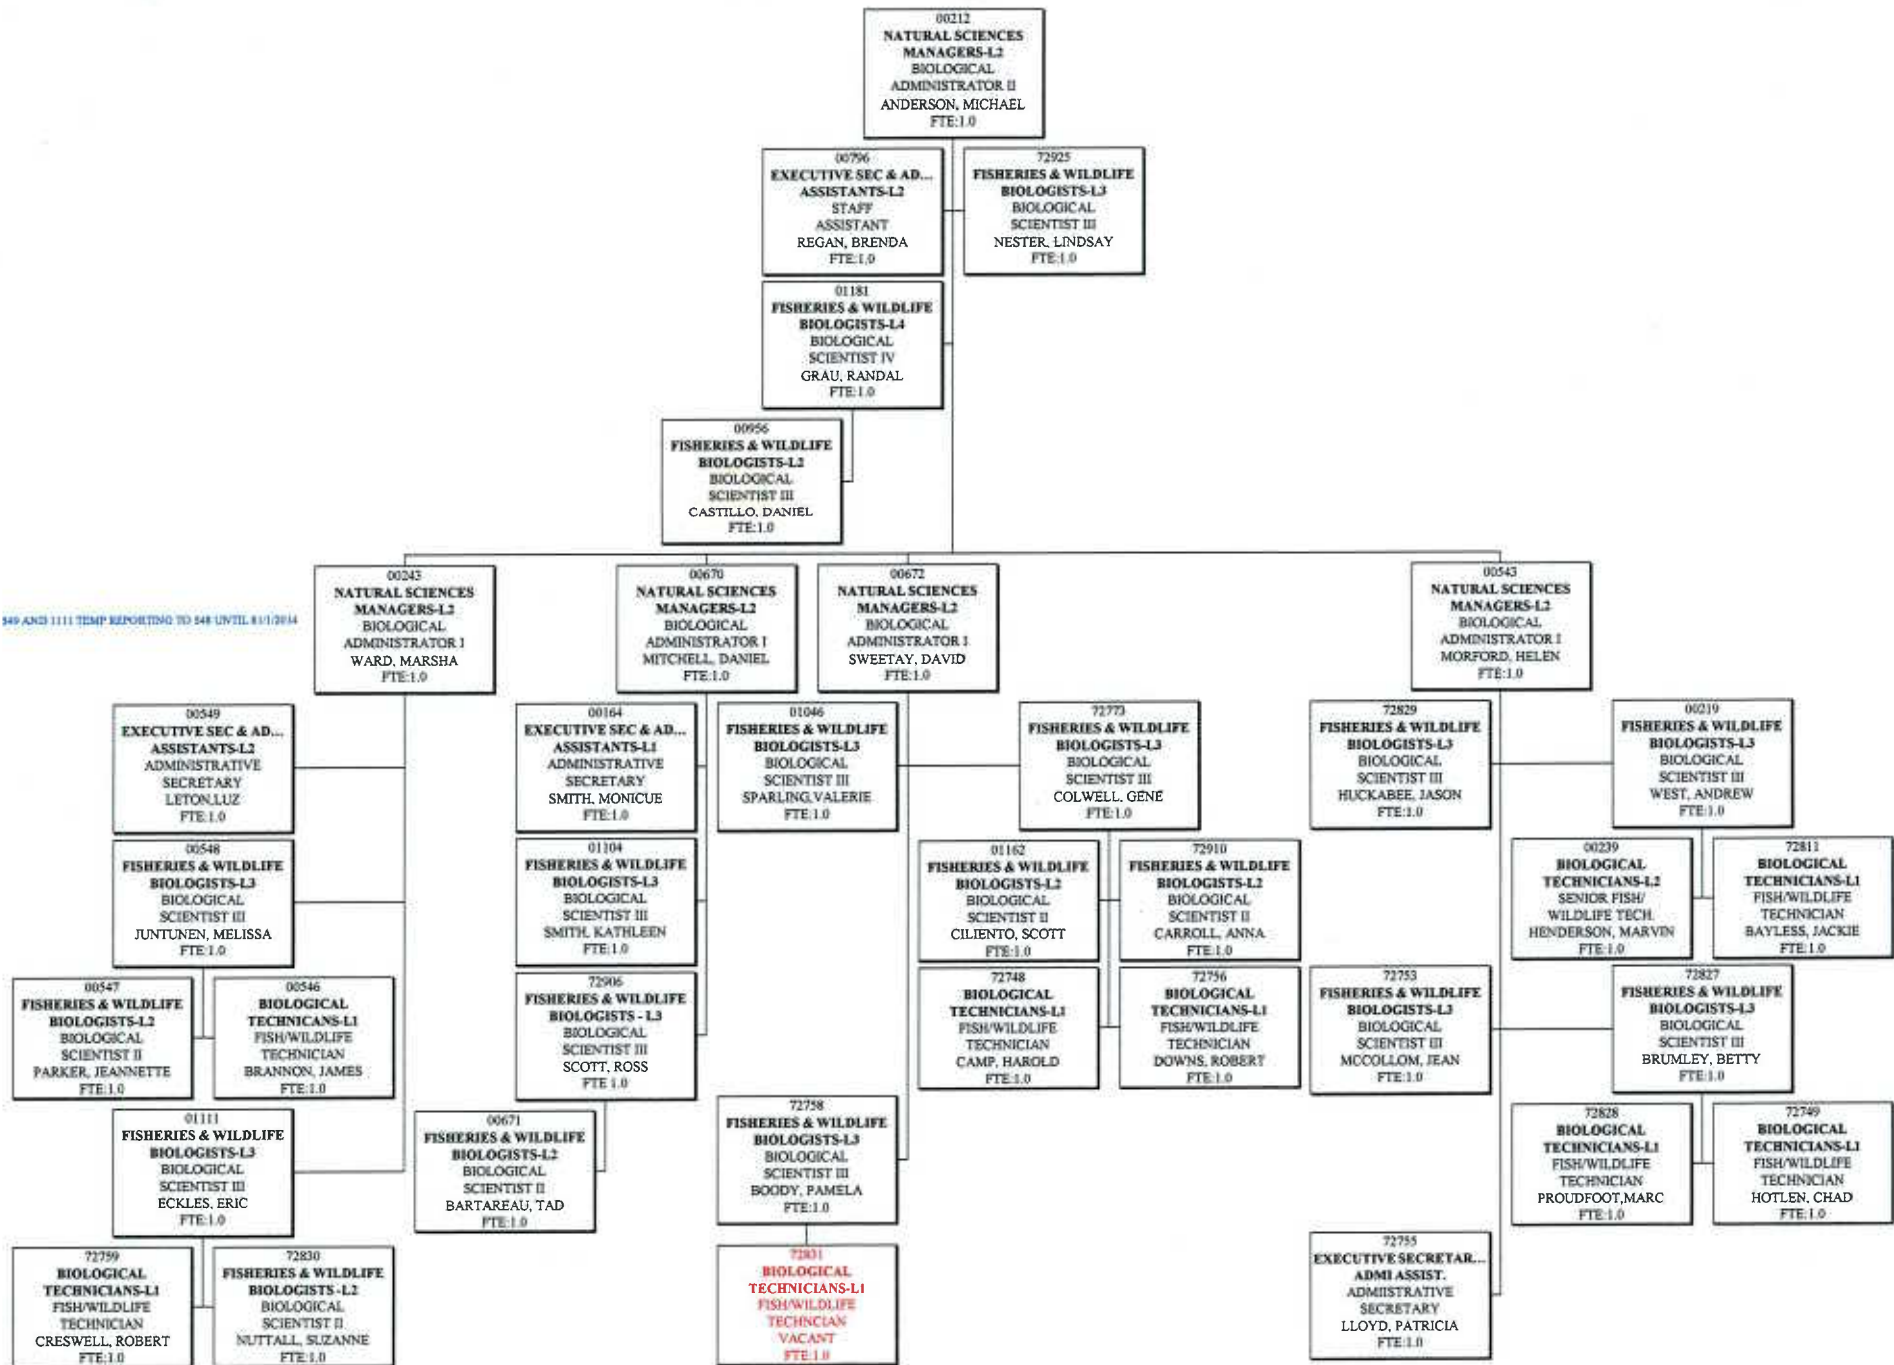 00212
NATURAL SCIENCES
MANAGERS-L2
BIOLOGICAL
ADMINISTRATOR II
ANDERSON, MICHAEL
FTE:1.0
00796
EXECUTIVE SEC & AD...
ASSISTANTS-L2
STAFF
ASSISTANT
REGAN, BRENDA
FTE:1.0
72925
FISHERIES & WILDLIFE
BIOLOGISTS-L3
BIOLOGICAL
SCIENTIST III
NESTER, LINDSAY
FTE:1.0
01181
FISHERIES & WILDLIFE
BIOLOGISTS-L4
BIOLOGICAL
SCIENTIST IV
GRAU, RANDAL
FTE:1.0
00956
FISHERIES & WILDLIFE
BIOLOGISTS-L2
BIOLOGICAL
SCIENTIST III
CASTILLO, DANIEL
FTE:1.0
549 AND 1111 TEMP REPORTING TO 548 UNTIL 81/1/2014
00243
NATURAL SCIENCES
MANAGERS-L2
BIOLOGICAL
ADMINISTRATOR I
WARD, MARSHA
FTE:1.0
00670
NATURAL SCIENCES
MANAGERS-L2
BIOLOGICAL
ADMINISTRATOR I
MITCHELL, DANIEL
FTE:1.0
00672
NATURAL SCIENCES
MANAGERS-L2
BIOLOGICAL
ADMINISTRATOR I
SWEETAY, DAVID
FTE:1.0
00543
NATURAL SCIENCES
MANAGERS-L2
BIOLOGICAL
ADMINISTRATOR I
MORFORD, HELEN
FTE:1.0
00549
EXECUTIVE SEC & AD...
ASSISTANTS-L2
ADMINISTRATIVE
SECRETARY
LETON,LUZ
FTE:1.0
00164
EXECUTIVE SEC & AD...
ASSISTANTS-L1
ADMINISTRATIVE
SECRETARY
SMITH, MONICUE
FTE:1.0
01046
FISHERIES & WILDLIFE
BIOLOGISTS-L3
BIOLOGICAL
SCIENTIST III
SPARLING,VALERIE
FTE:1.0
72773
FISHERIES & WILDLIFE
BIOLOGISTS-L3
BIOLOGICAL
SCIENTIST III
COLWELL, GENE
FTE:1.0
72829
FISHERIES & WILDLIFE
BIOLOGISTS-L3
BIOLOGICAL
SCIENTIST III
HUCKABEE, JASON
FTE:1.0
00219
FISHERIES & WILDLIFE
BIOLOGISTS-L3
BIOLOGICAL
SCIENTIST III
WEST, ANDREW
FTE:1.0
00548
FISHERIES & WILDLIFE
BIOLOGISTS-L3
BIOLOGICAL
SCIENTIST III
JUNTUNEN, MELISSA
FTE:1.0
01104
FISHERIES & WILDLIFE
BIOLOGISTS-L3
BIOLOGICAL
SCIENTIST III
SMITH, KATHLEEN
FTE:1.0
01162
FISHERIES & WILDLIFE
BIOLOGISTS-L2
BIOLOGICAL
SCIENTIST II
CILIENTO, SCOTT
FTE:1.0
72910
FISHERIES & WILDLIFE
BIOLOGISTS-L2
BIOLOGICAL
SCIENTIST II
CARROLL, ANNA
FTE:1.0
00239
BIOLOGICAL
TECHNICIANS-L2
SENIOR FISH/
WILDLIFE TECH.
HENDERSON, MARVIN
FTE:1.0
72811
BIOLOGICAL
TECHNICIANS-L1
FISH/WILDLIFE
TECHNICIAN
BAYLESS, JACKIE
FTE:1.0
00547
FISHERIES & WILDLIFE
BIOLOGISTS-L2
BIOLOGICAL
SCIENTIST II
PARKER, JEANNETTE
FTE:1.0
00546
BIOLOGICAL
TECHNICANS-L1
FISH/WILDLIFE
TECHNICIAN
BRANNON, JAMES
FTE:1.0
72906
FISHERIES & WILDLIFE
BIOLOGISTS - L3
BIOLOGICAL
SCIENTIST III
SCOTT, ROSS
FTE 1.0
72748
BIOLOGICAL
TECHNICIANS-L1
FISH/WILDLIFE
TECHNICIAN
CAMP, HAROLD
FTE:1.0
72756
BIOLOGICAL
TECHNICIANS-L1
FISH/WILDLIFE
TECHNICIAN
DOWNS, ROBERT
FTE:1.0
72753
FISHERIES & WILDLIFE
BIOLOGISTS-L3
BIOLOGICAL
SCIENTIST III
MCCOLLOM, JEAN
FTE:1.0
72827
FISHERIES & WILDLIFE
BIOLOGISTS-L3
BIOLOGICAL
SCIENTIST III
BRUMLEY, BETTY
FTE:1.0
01111
FISHERIES & WILDLIFE
BIOLOGISTS-L3
BIOLOGICAL
SCIENTIST III
ECKLES, ERIC
FTE:1.0
00671
FISHERIES & WILDLIFE
BIOLOGISTS-L2
BIOLOGICAL
SCIENTIST II
BARTAREAU, TAD
FTE:1.0
72758
FISHERIES & WILDLIFE
BIOLOGISTS-L3
BIOLOGICAL
SCIENTIST III
BOODY, PAMELA
FTE:1.0
72828
BIOLOGICAL
TECHNICIANS-L1
FISH/WILDLIFE
TECHNICIAN
PROUDFOOT,MARC
FTE:1.0
72749
BIOLOGICAL
TECHNICIANS-L1
FISH/WILDLIFE
TECHNICIAN
HOTLEN, CHAD
FTE:1.0
72759
BIOLOGICAL
TECHNICIANS-L1
FISH/WILDLIFE
TECHNICIAN
CRESWELL, ROBERT
FTE:1.0
72830
FISHERIES & WILDLIFE
BIOLOGISTS -L2
BIOLOGICAL
SCIENTIST II
NUTTALL, SUZANNE
FTE:1.0
72831
BIOLOGICAL
TECHNICIANS-L1
FISH/WILDLIFE
TECHNCIAN
VACANT
FTE:1.0
72755
EXECUTIVE SECRETAR...
ADMI ASSIST.
ADMIISTRATIVE
SECRETARY
LLOYD, PATRICIA
FTE:1.0